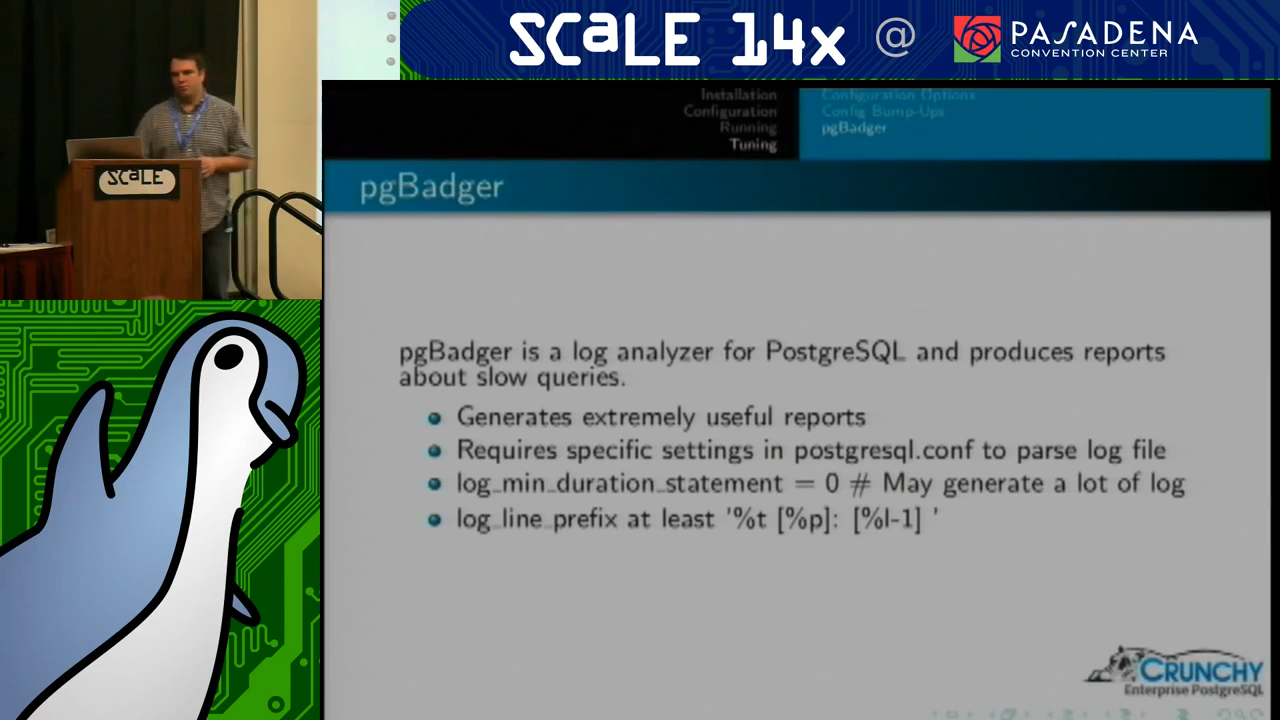 SCaLE 14x @ PASADENA
CONVENTION CENTER
SCaLE
Installation
Configuration
Running
Tuning
Configuration Options
Config Bump-Ups
pgBadger
pgBadger
pgBadger is a log analyzer for PostgreSQL and produces reports
about slow queries.
Generates extremely useful reports
Requires specific settings in postgresql.conf to parse log file
log_min_duration_statement = 0 # May generate a lot of log
log_line_prefix at least '%t [%p]: [%l-1] '
CRUNCHY
Enterprise PostgreSQL